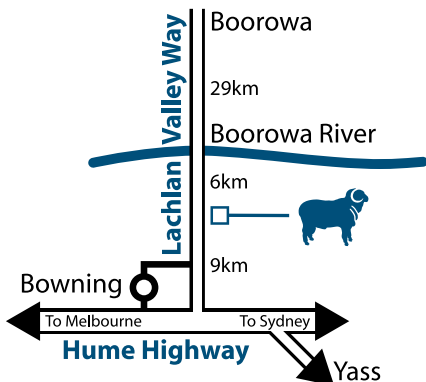 Boorowa
Lachlan Valley Way
29km
Boorowa River
6km
9km
Bowning
To Melbourne
To Sydney
Hume Highway
Yass